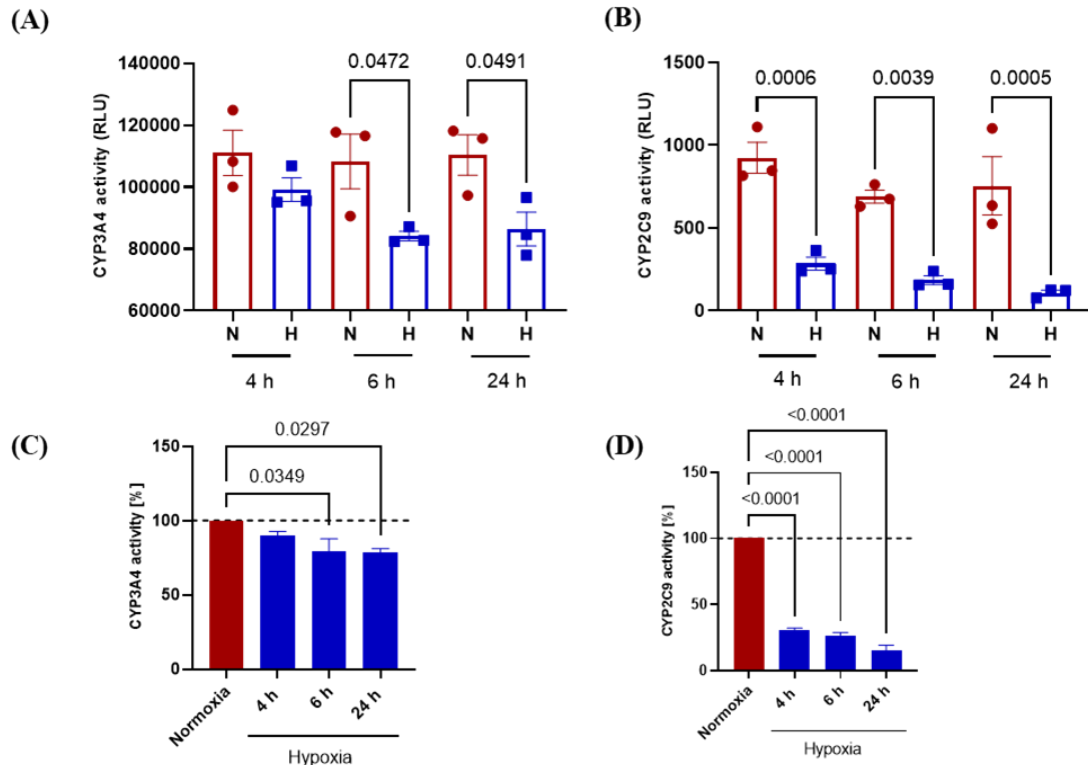 (A)
CYP3A4 activity (RLU)
140000
120000
100000
80000
60000
0.0472
0.0491
N H N H N H
4 h 6 h 24 h
(B)
CYP2C9 activity (RLU)
1500
1000
500
0
0.0006
0.0039
0.0005
N H N H N H
4 h 6 h 24 h
(C)
CYP3A4 activity [%]
150
100
50
0
0.0297
0.0349
Normoxia 4 h 6 h 24 h
Hypoxia
(D)
CYP2C9 activity [%]
150
100
50
0
<0.0001
<0.0001
<0.0001
Normoxia 4 h 6 h 24 h
Hypoxia